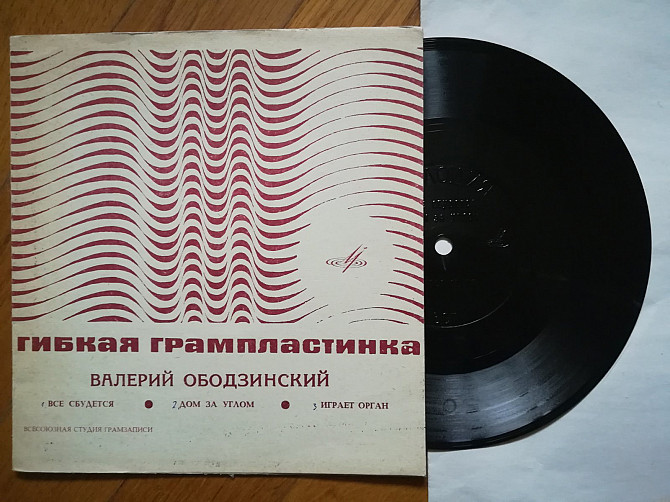 ГИБКАЯ ГРАМПЛАСТИНКА
ВАЛЕРИЙ ОБОДЗИНСКИЙ
1. ВСЕ СБУДЕТСЯ 2. ДОМ ЗА УГЛОМ 3. ИГРАЕТ ОРГАН
ВСЕСОЮЗНАЯ СТУДИЯ ГРАМЗАПИСИ